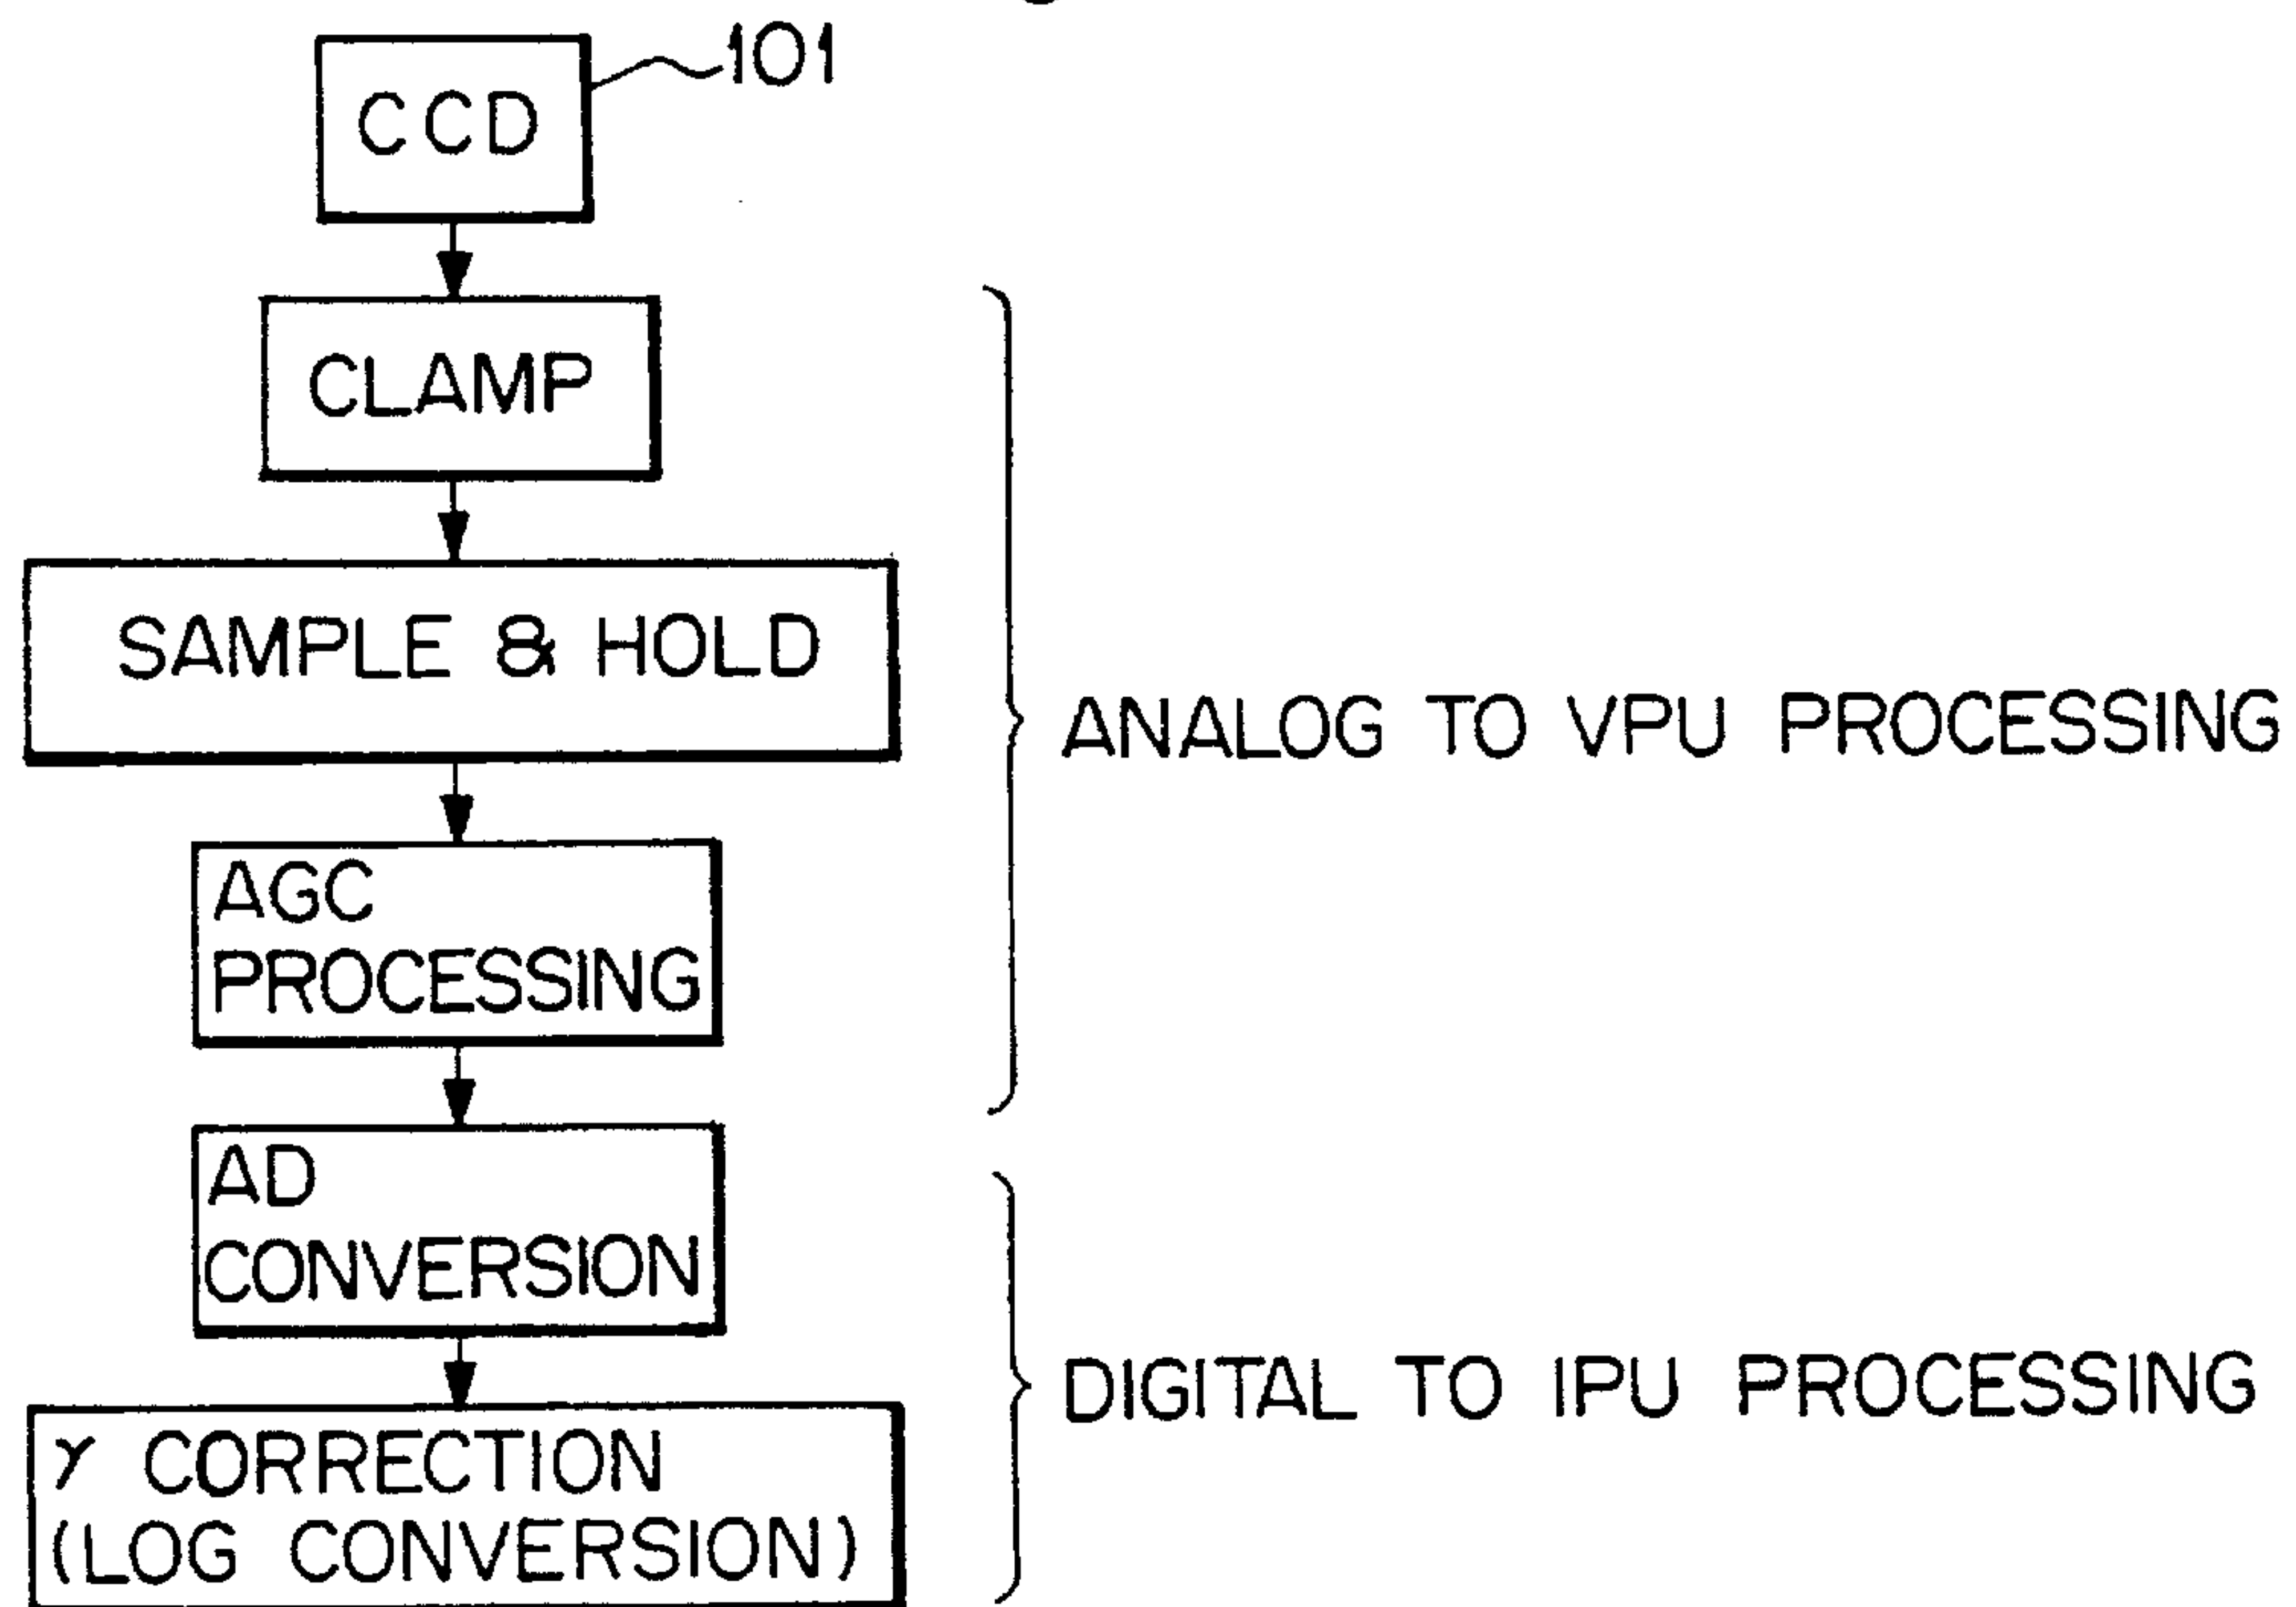 CCD
101
CLAMP
SAMPLE & HOLD
ANALOG TO VPU PROCESSING
AGC
PROCESSING
AD
CONVERSION
DIGITAL TO IPU PROCESSING
γ CORRECTION
(LOG CONVERSION)